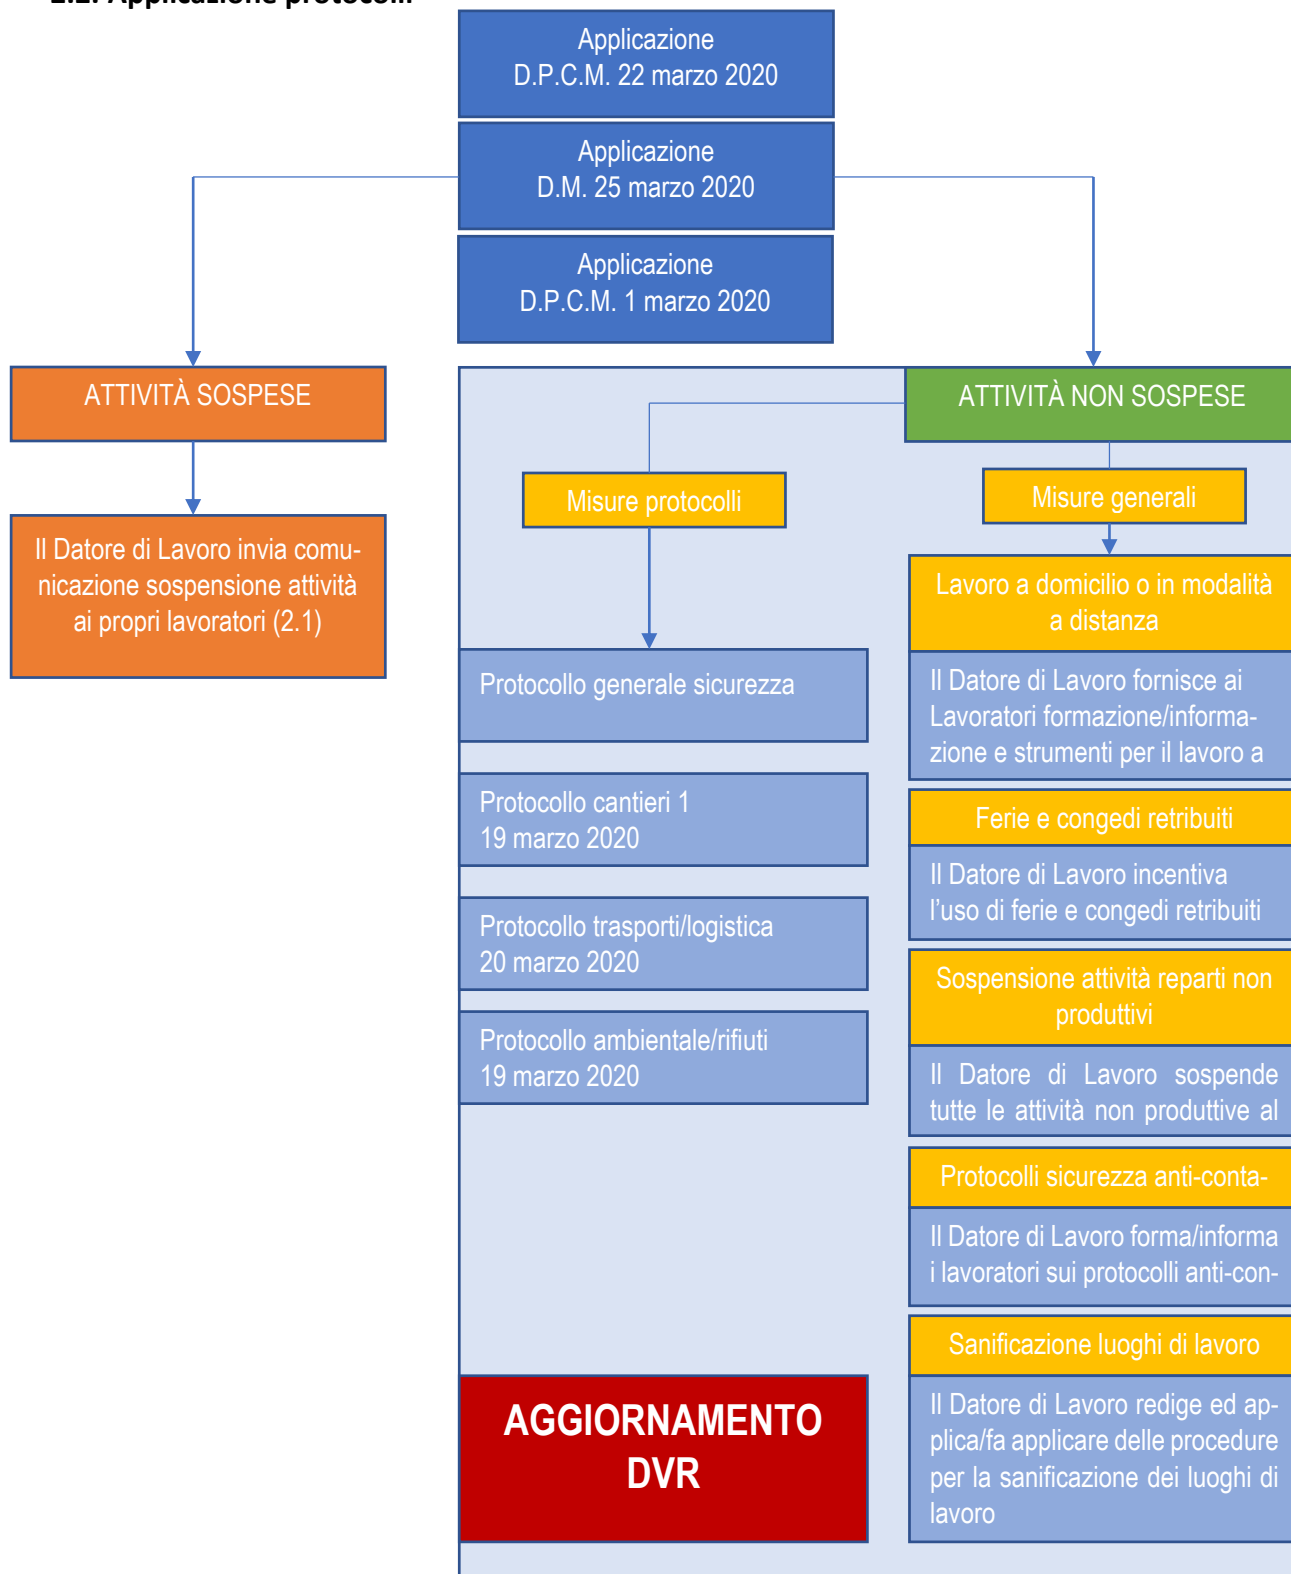 Applicazione protocolli
Applicazione
D.P.C.M. 22 marzo 2020
Applicazione
D.M. 25 marzo 2020
Applicazione
D.P.C.M. 1 marzo 2020
ATTIVITÀ SOSPESE
Il Datore di Lavoro invia comu-
nicazione sospensione attività
ai propri lavoratori (2.1)
ATTIVITÀ NON SOSPESE
Misure protocolli
Protocollo generale sicurezza
Protocollo cantieri 1
19 marzo 2020
Protocollo trasporti/logistica
20 marzo 2020
Protocollo ambientale/rifiuti
19 marzo 2020
AGGIORNAMENTO
DVR
Misure generali
Lavoro a domicilio o in modalità
a distanza
Il Datore di Lavoro fornisce ai
Lavoratori formazione/informa-
zione e strumenti per il lavoro a
Ferie e congedi retribuiti
Il Datore di Lavoro incentiva
l’uso di ferie e congedi retribuiti
Sospensione attività reparti non
produttivi
Il Datore di Lavoro sospende
tutte le attività non produttive al
Protocolli sicurezza anti-conta-
Il Datore di Lavoro forma/informa
i lavoratori sui protocolli anti-con-
Sanificazione luoghi di lavoro
Il Datore di Lavoro redige ed ap-
plica/fa applicare delle procedure
per la sanificazione dei luoghi di
lavoro